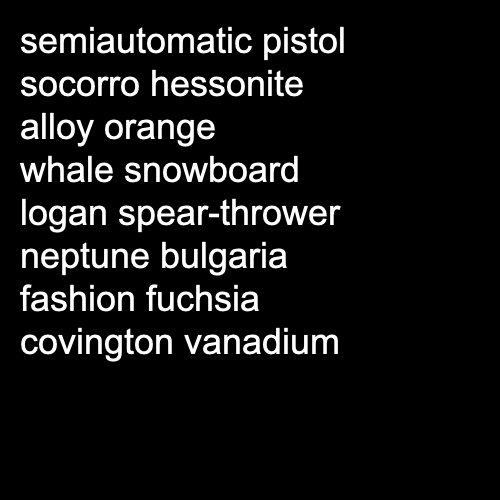 semiautomatic pistol
socorro hessonite
alloy orange
whale snowboard
logan spear-thrower
neptune bulgaria
fashion fuchsia
covington vanadium